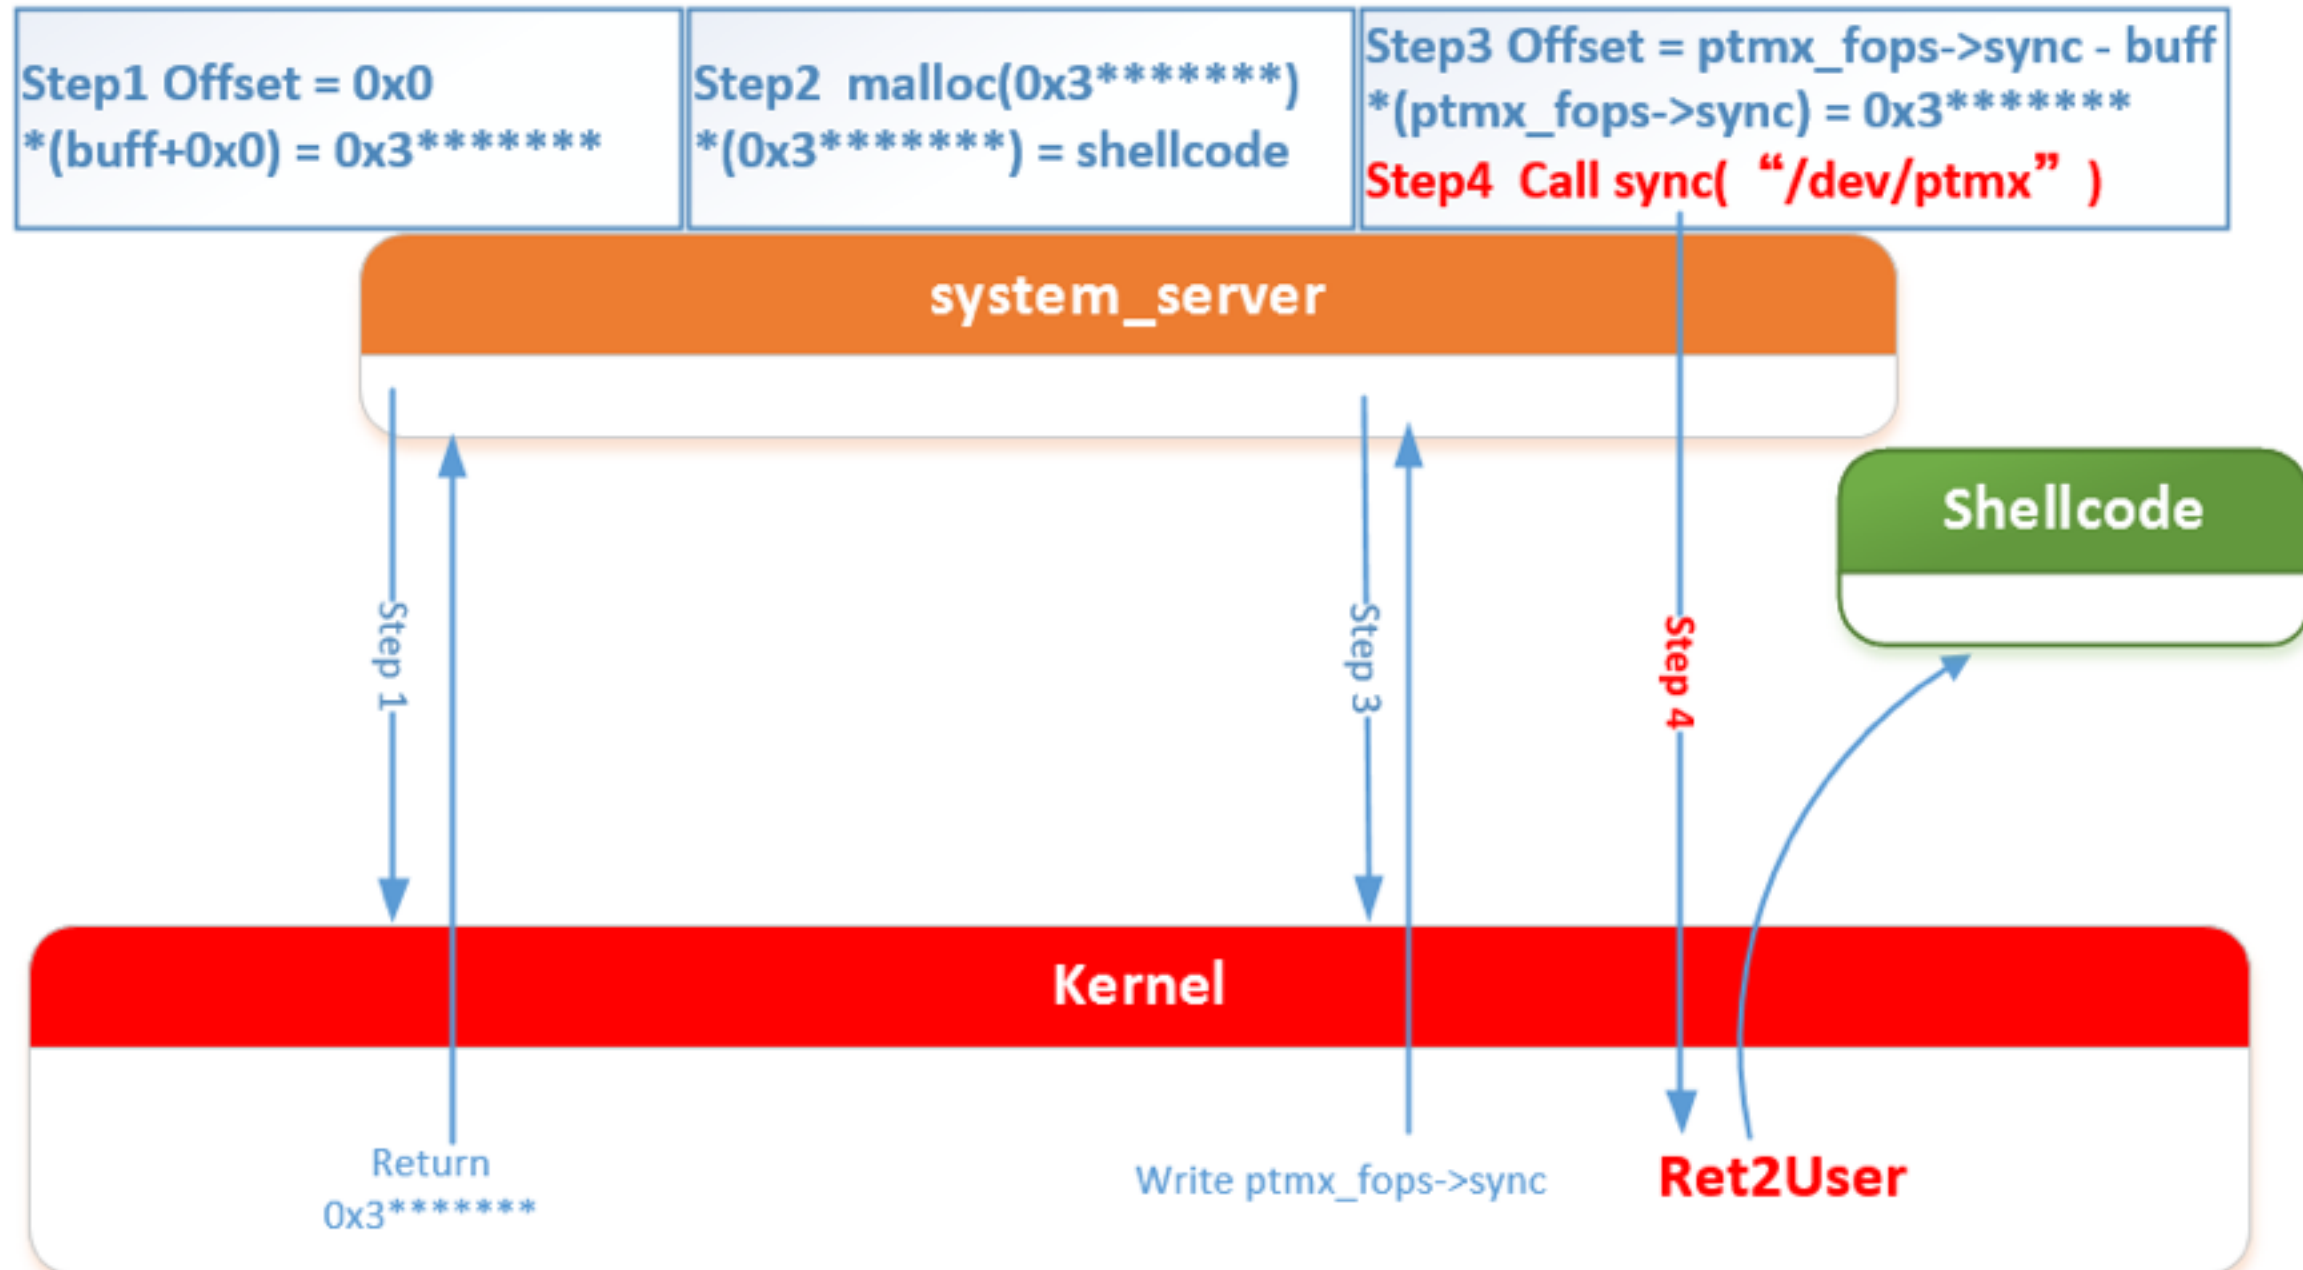 Step1 Offset = 0x0
*(buff+0x0) = 0x3*******
Step2 malloc(0x3*******)
*(0x3*******) = shellcode
Step3 Offset = ptmx_fops->sync - buff
*(ptmx_fops->sync) = 0x3*******
Step4 Call sync( “/dev/ptmx” )
system_server
Shellcode
Step 1
Step 3
Step 4
Kernel
Return
0x3*******
Write ptmx_fops->sync
Ret2User